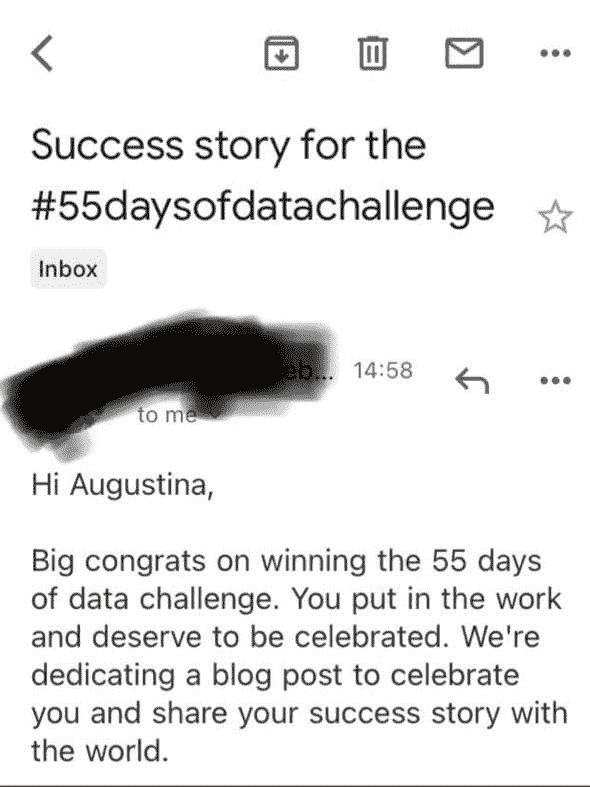 Success story for the
#55daysofdatachallenge
Inbox
14:58
to me
Hi Augustina,
Big congrats on winning the 55 days
of data challenge. You put in the work
and deserve to be celebrated. We're
dedicating a blog post to celebrate
you and share your success story with
the world.